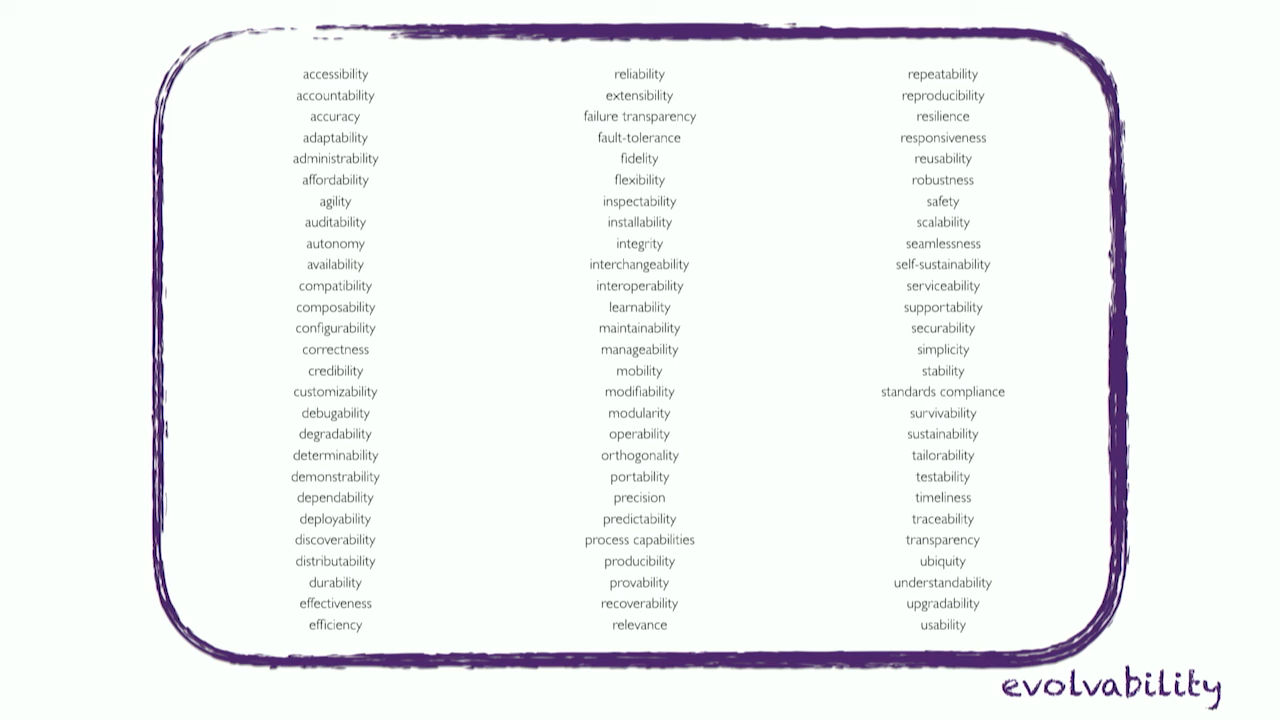 accessibility
accountability
accuracy
adaptability
administrability
affordability
agility
auditability
autonomy
availability
compatibility
composability
configurability
correctness
credibility
customizability
debugability
degradability
determinability
demonstrability
dependability
deployability
discoverability
distributability
durability
effectiveness
efficiency
reliability
extensibility
failure transparency
fault-tolerance
fidelity
flexibility
inspectability
installability
integrity
interchangeability
interoperability
learnability
maintainability
manageability
mobility
modifiability
modularity
operability
orthogonality
portability
precision
predictability
process capabilities
producibility
provability
recoverability
relevance
repeatability
reproducibility
resilience
responsiveness
reusability
robustness
safety
scalability
seamlessness
self-sustainability
serviceability
supportability
securability
simplicity
stability
standards compliance
survivability
sustainability
tailorability
testability
timeliness
traceability
transparency
ubiquity
understandability
upgradability
usability
evolvability